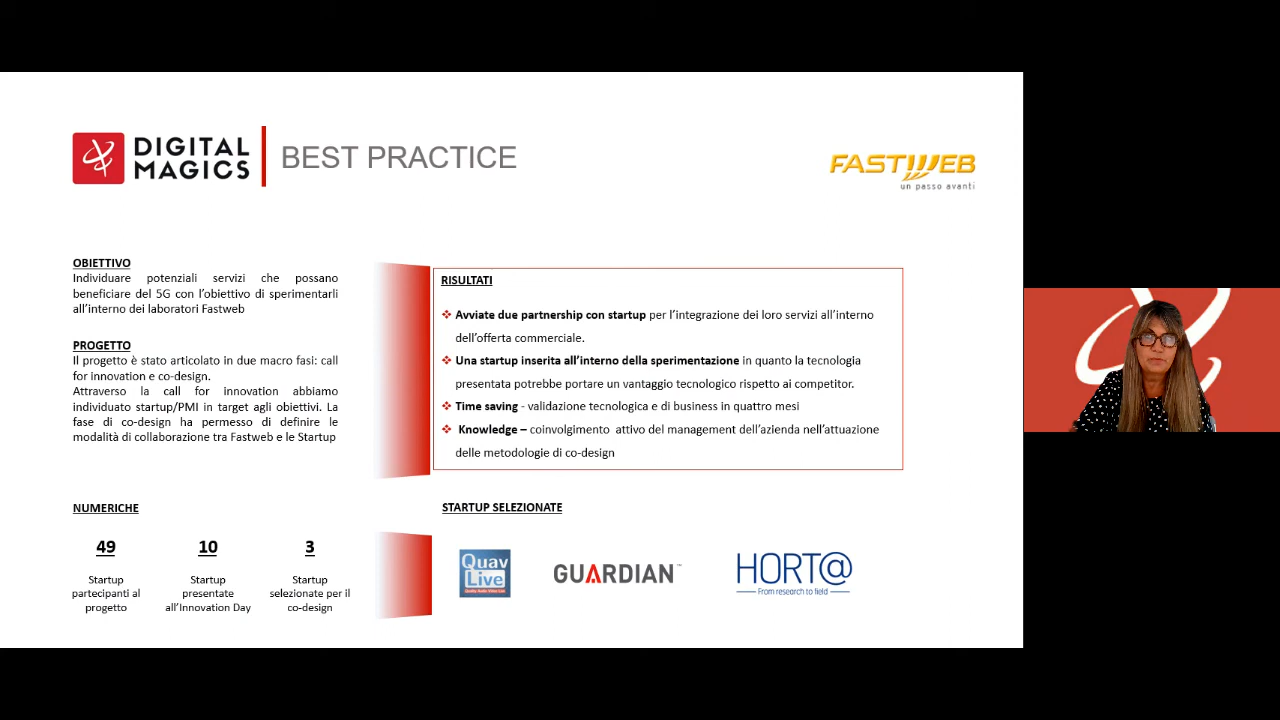 DIGITAL
MAGICS
BEST PRACTICE
FASTWEB
un passo avanti
OBIETTIVO
Individuare potenziali servizi che possano
beneficiare del 5G con l'obiettivo di sperimentarli
all'interno dei laboratori Fastweb
PROGETTO
Il progetto è stato articolato in due macro fasi: call
for innovation e co-design.
Attraverso la call for innovation abbiamo
individuato startup/PMI in target agli obiettivi. La
fase di co-design ha permesso di definire le
modalità di collaborazione tra Fastweb e le Startup
RISULTATI
❖ Avviate due partnership con startup per l'integrazione dei loro servizi all'interno
dell'offerta commerciale.
❖ Una startup inserita all'interno della sperimentazione in quanto la tecnologia
presentata potrebbe portare un vantaggio tecnologico rispetto ai competitor.
❖ Time saving - validazione tecnologica e di business in quattro mesi
❖ Knowledge – coinvolgimento attivo del management dell'azienda nell'attuazione
delle metodologie di co-design
NUMERICHE
49
Startup
partecipanti al
progetto
10
Startup
presentate
all'Innovation Day
3
Startup
selezionate per il
co-design
STARTUP SELEZIONATE
Quav
Live
Quality Audio Video Live
GUARDIAN™
HORT@
From research to field